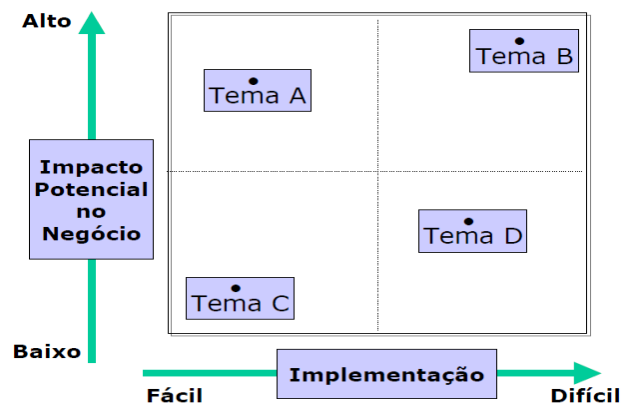 Alto
Tema B
Tema A
Impacto
Potencial
no
Negócio
Tema D
Tema C
Baixo
Implementação
Fácil
Difícil